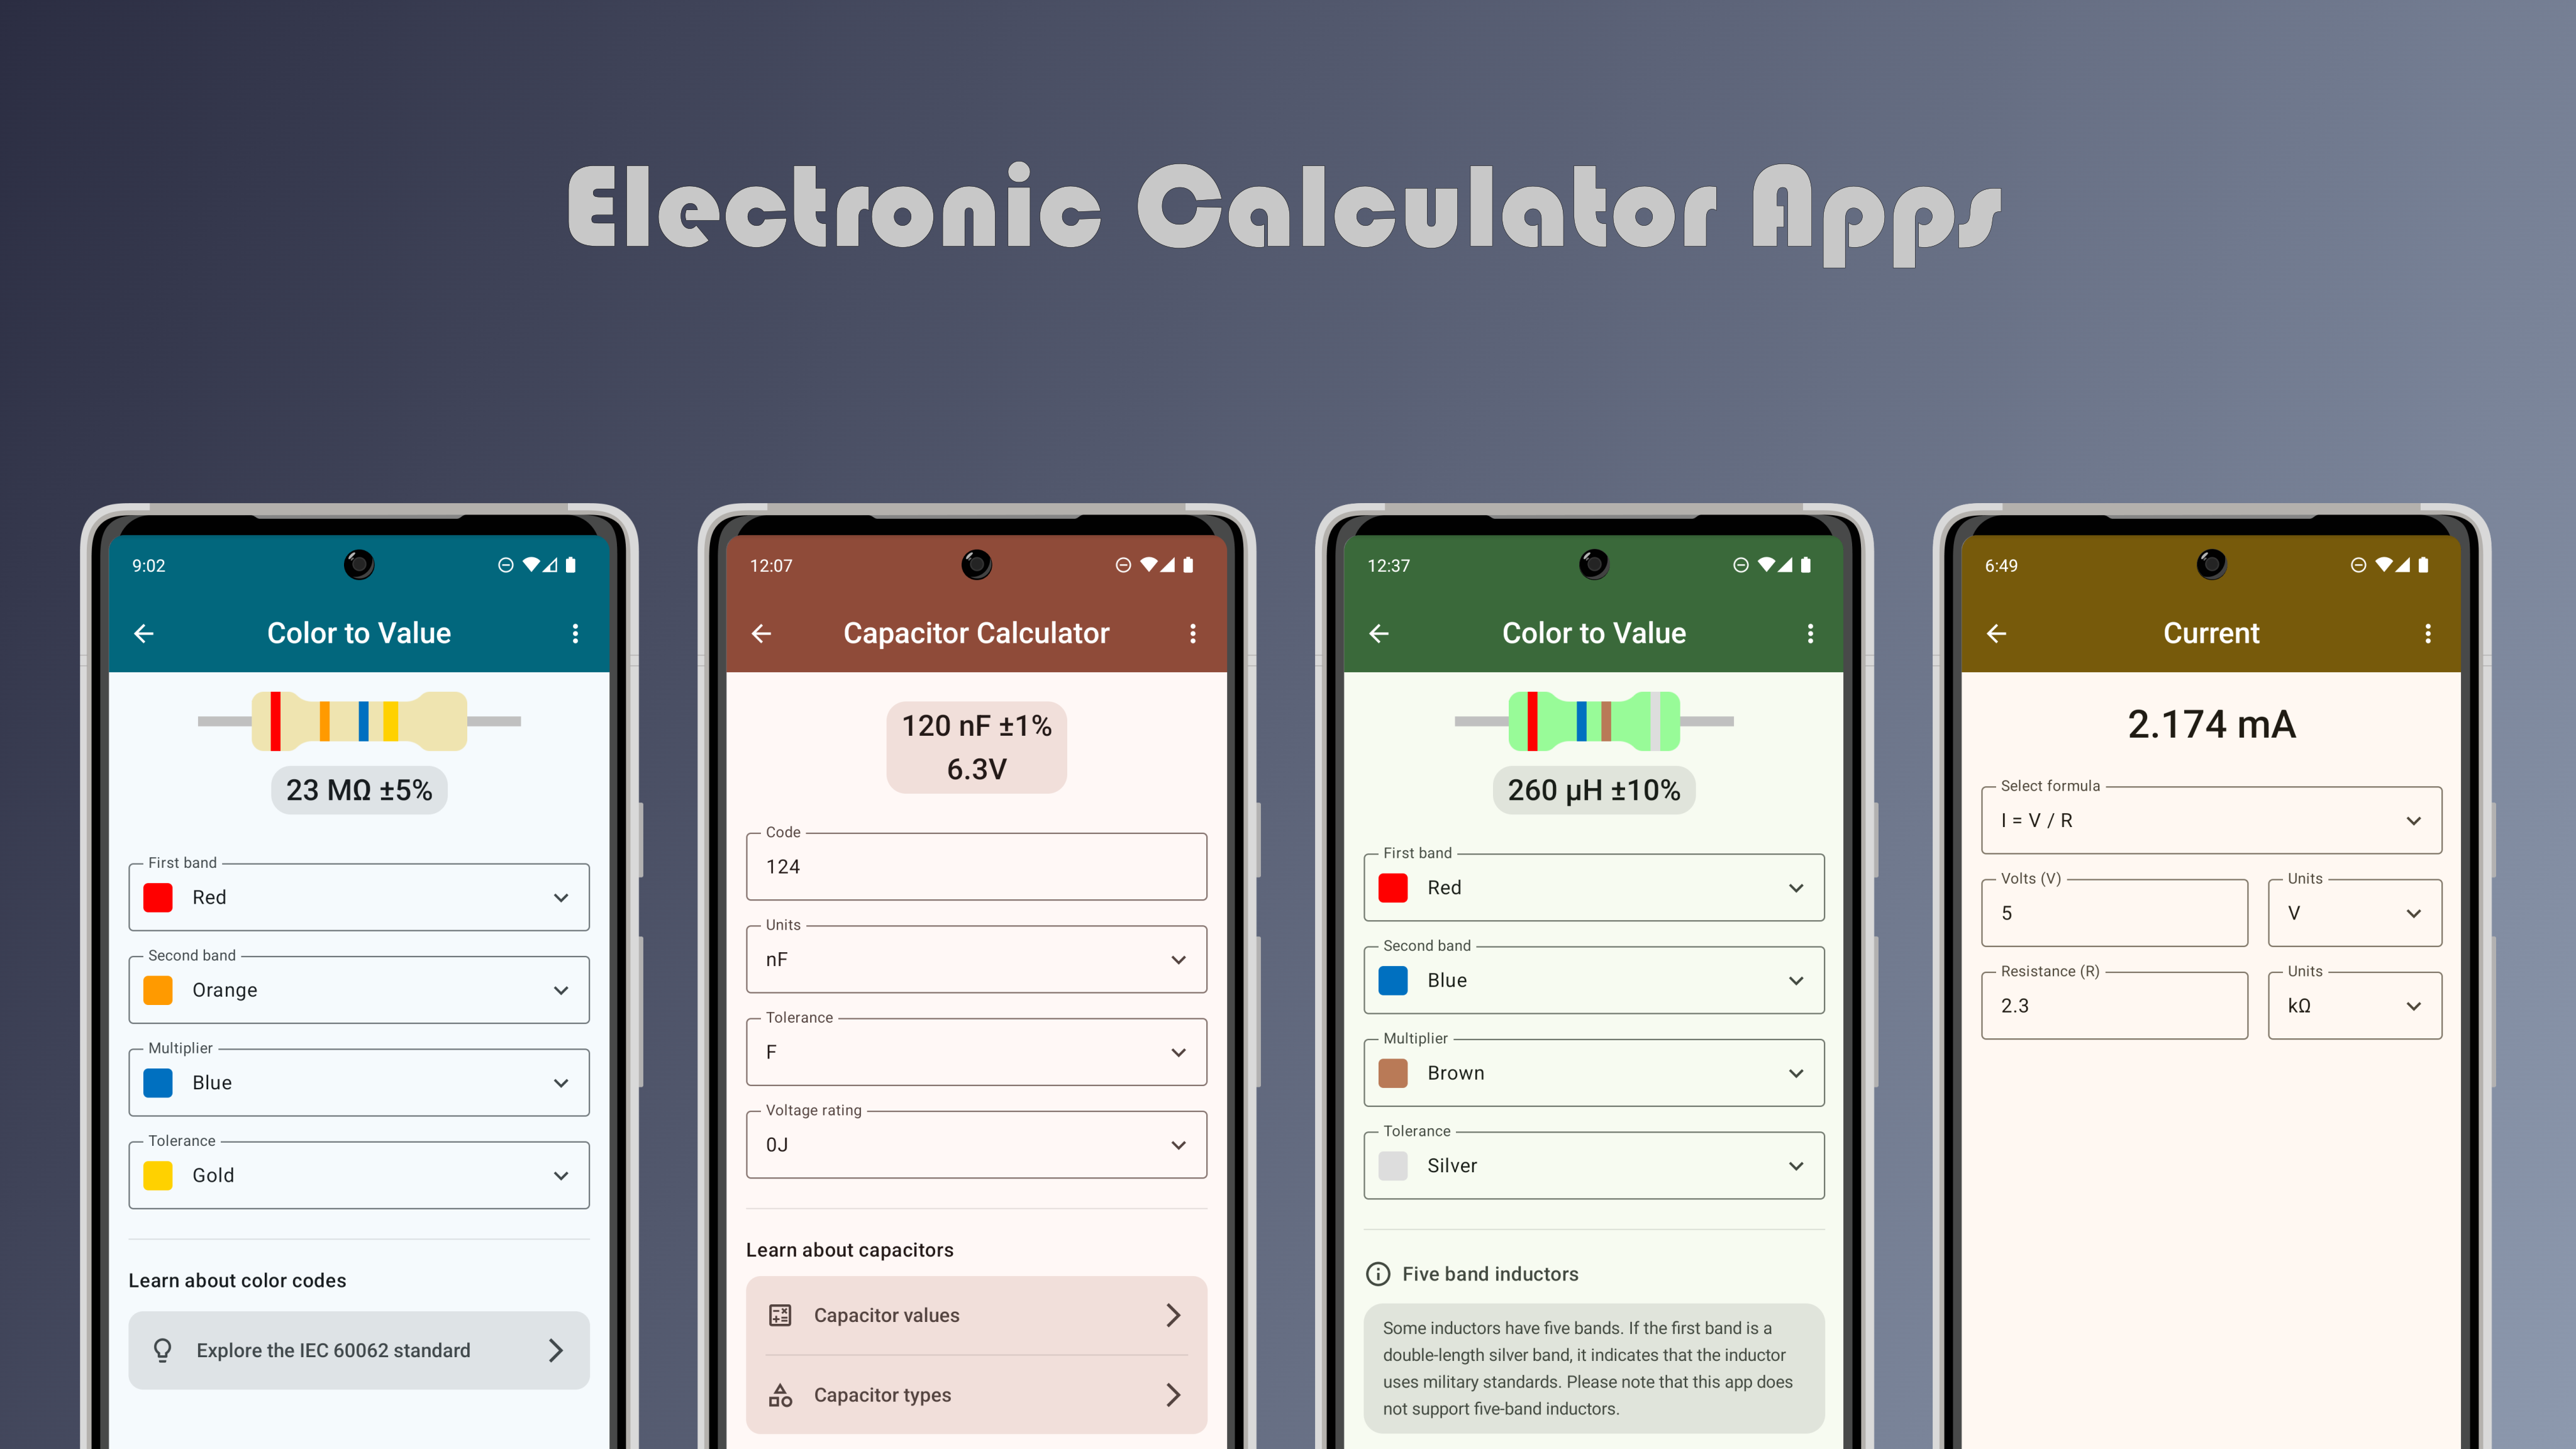 Electronic Calculator Apps
9:02
Color to Value
23 MΩ ±5%
First band
Red
Second band
Orange
Multiplier
Blue
Tolerance
Gold
Learn about color codes
Explore the IEC 60062 standard
12:07
Capacitor Calculator
120 nF ±1%
6.3V
Code
124
Units
nF
Tolerance
F
Voltage rating
0J
Learn about capacitors
Capacitor values
Capacitor types
12:37
Color to Value
260 µH ±10%
First band
Red
Second band
Blue
Multiplier
Brown
Tolerance
Silver
Five band inductors
Some inductors have five bands. If the first band is a
double-length silver band, it indicates that the inductor
uses military standards. Please note that this app does
not support five-band inductors.
6:49
Current
2.174 mA
Select formula
I = V / R
Volts (V)
5
Units
V
Resistance (R)
2.3
Units
kΩ